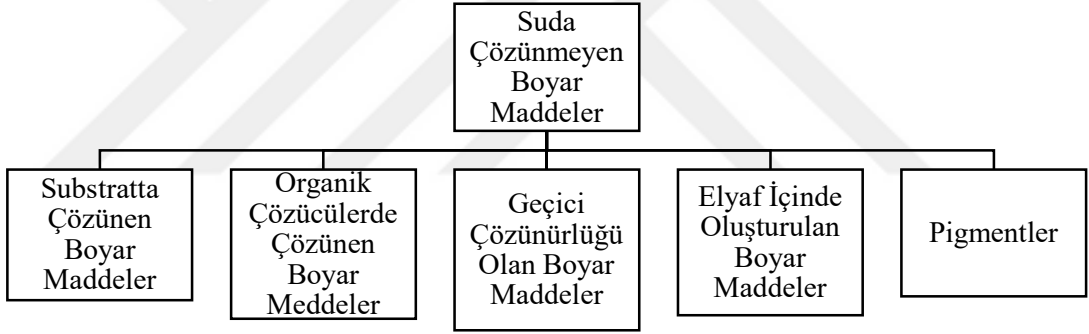 Suda
Çözünmeyen
Boyar
Maddeler
Substratta
Çözünen
Boyar
Maddeler
Organik
Çözücülerde
Çözünen
Boyar
Meddeler
Geçici
Çözünürlüğü
Olan Boyar
Maddeler
Elyaf İçinde
Oluşturulan
Boyar
Maddeler
Pigmentler